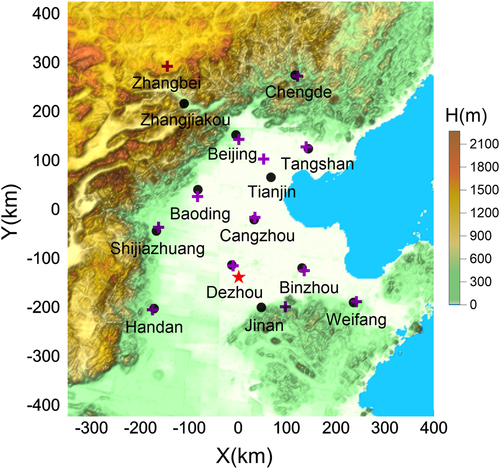 400
300
200
100
0
-100
-200
-300
-400
Y(km)
Zhangbei
Chengde
Zhangjiakou
Beijing
Tangshan
Tianjin
Baoding
Cangzhou
Shijiazhuang
Dezhou
Binzhou
Handan
Jinan
Weifang
-300 -200 -100 0 100 200 300 400
X(km)
H(m)
2100
1800
1500
1200
900
600
300
0